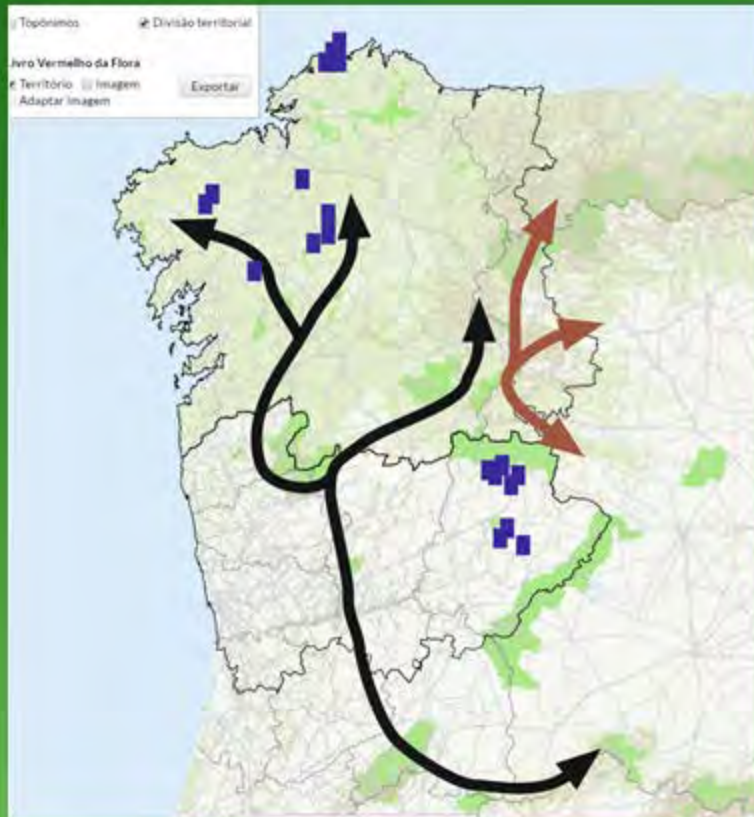 Topónimos
Divisão territorial
ivro Vermelho da Flora
Território Imagem
Exportar
Adaptar imagem